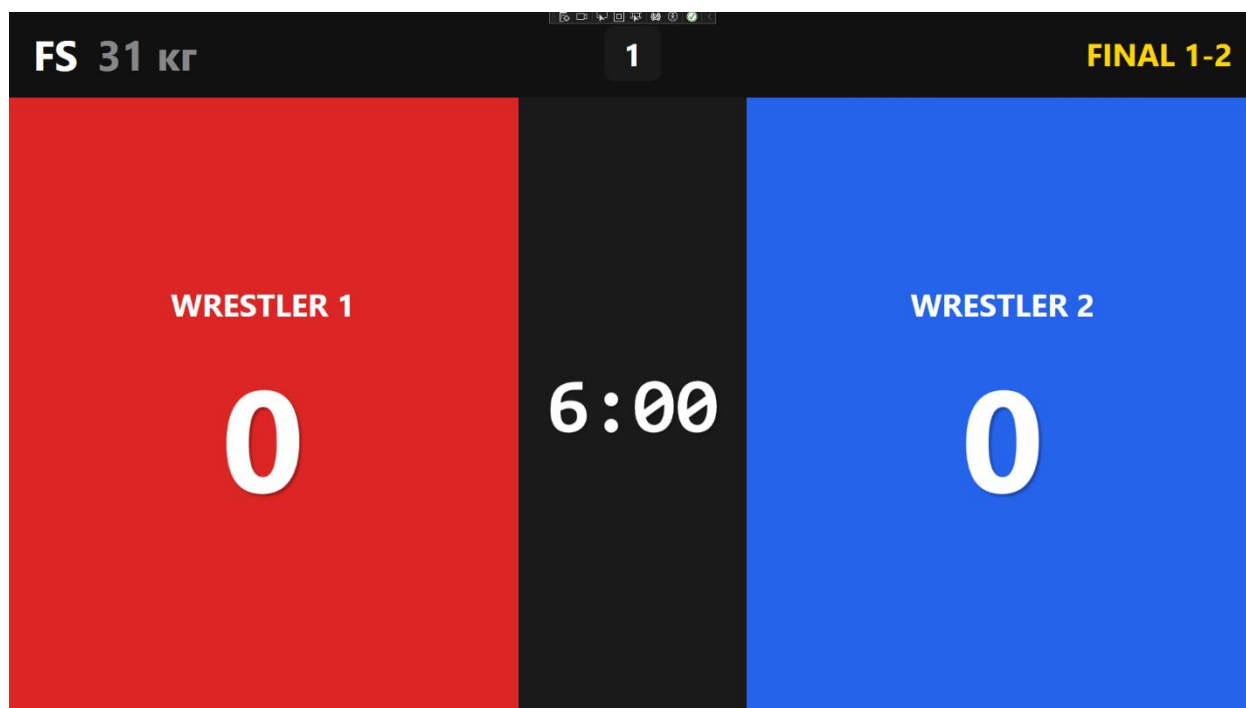 FS 31 кг
1
FINAL 1-2
WRESTLER 1
0
6:00
WRESTLER 2
0